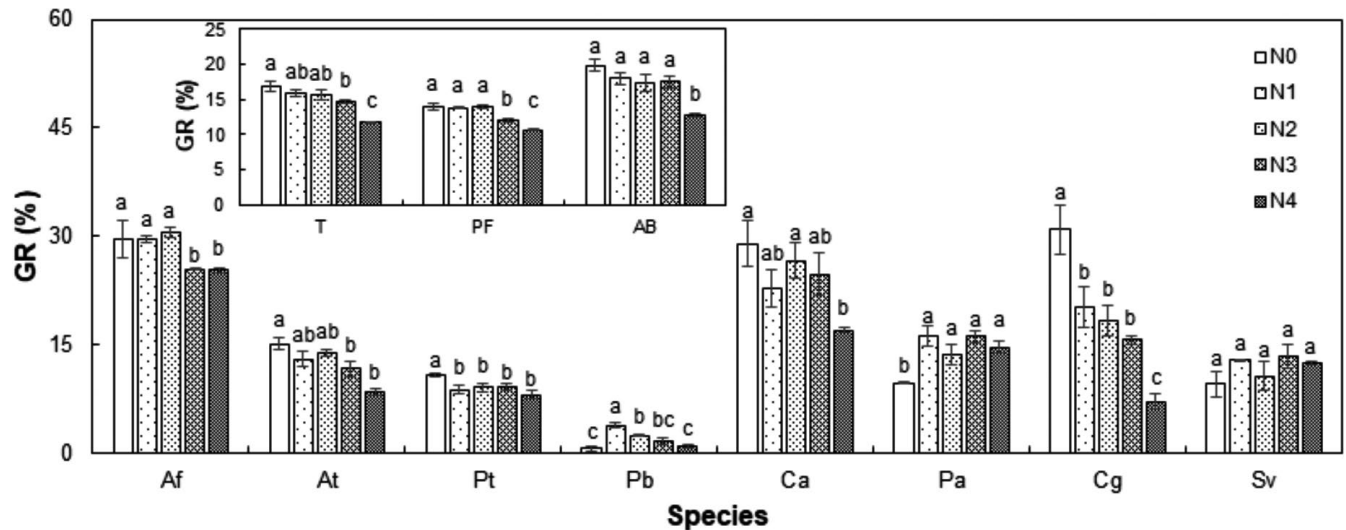 60
45
30
15
0
GR (%)
25
20
15
10
5
0
GR (%)
a ab ab b c
a a a b c
a a a a b
T PF AB
N0
N1
N2
N3
N4
a a a b b
a ab ab b b
a b b b b
c a b bc c
a ab a ab a
b a a a a
a b b b c
a a a a a
Af At Pt Pb Ca Pa Cg Sv
Species